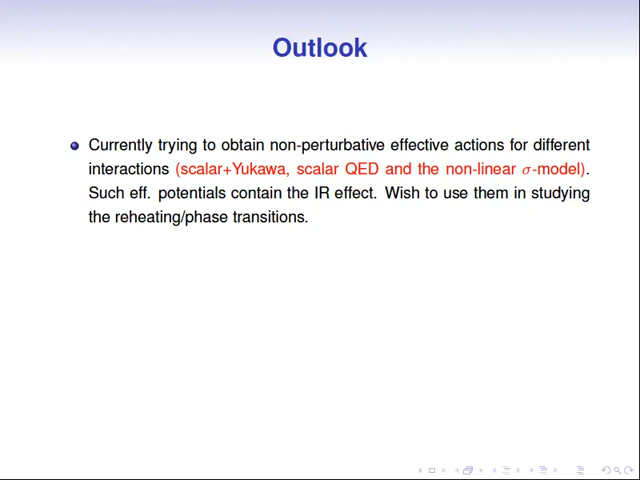 Outlook
Currently trying to obtain non-perturbative effective actions for different
interactions (scalar+Yukawa, scalar QED and the non-linear σ-model).
Such eff. potentials contain the IR effect. Wish to use them in studying
the reheating/phase transitions.